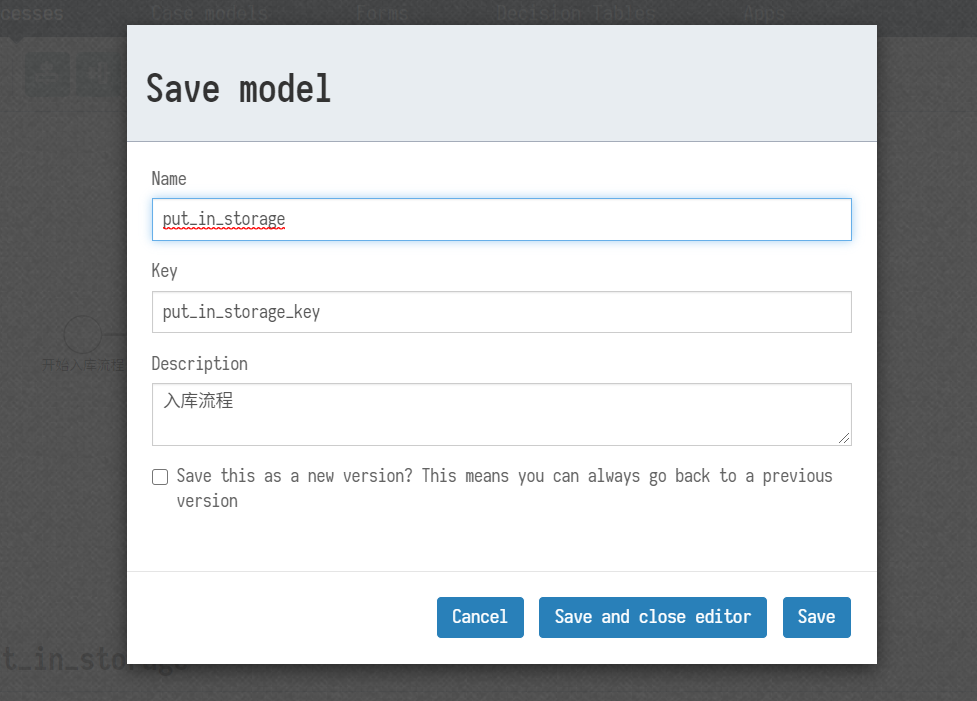 cesses Case models Forms Decision Tables Apps
Save model
Name
put_in_storage
Key
put_in_storage_key
开始入库流程
Description
入库流程
Save this as a new version? This means you can always go back to a previous
version
Cancel Save and close editor Save
t_in_storage